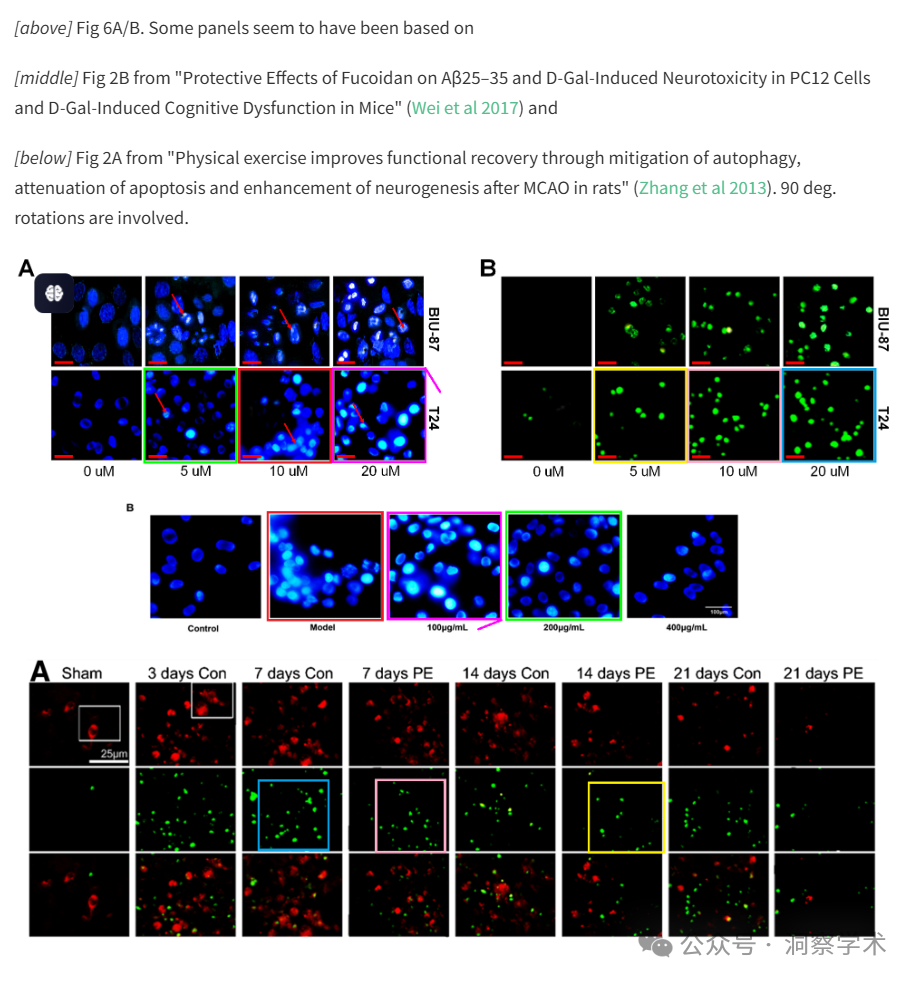 [above] Fig 6A/B. Some panels seem to have been based on
[middle] Fig 2B from "Protective Effects of Fucoidan on Aβ25–35 and D-Gal-Induced Neurotoxicity in PC12 Cells
and D-Gal-Induced Cognitive Dysfunction in Mice" (Wei et al 2017) and
[below] Fig 2A from "Physical exercise improves functional recovery through mitigation of autophagy,
attenuation of apoptosis and enhancement of neurogenesis after MCAO in rats" (Zhang et al 2013). 90 deg.
rotations are involved.
A
B
BIU-87
BIU-87
T24
T24
0 uM 5 uM 10 uM 20 uM
0 uM 5 uM 10 uM 20 uM
B
100μm
Control Model 100μg/mL 200μg/mL 400μg/mL
A
Sham 3 days Con 7 days Con 7 days PE 14 days Con 14 days PE 21 days Con 21 days PE
25μm
公众号 · 洞察学术